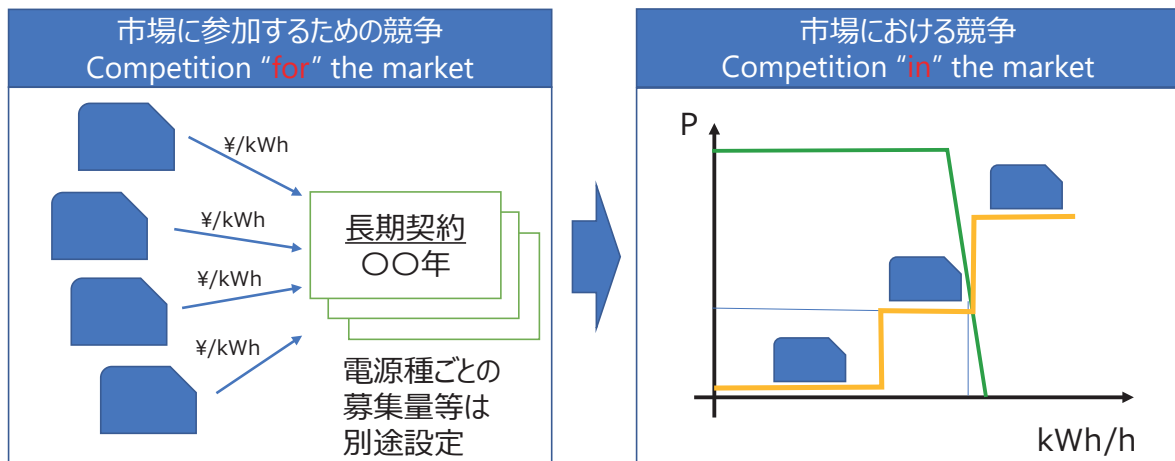 市場に参加するための競争
Competition “for” the market
¥/kWh
¥/kWh
¥/kWh
¥/kWh
長期契約
〇〇年
電源種ごとの
募集量等は
別途設定
市場における競争
Competition “in” the market
P
kWh/h